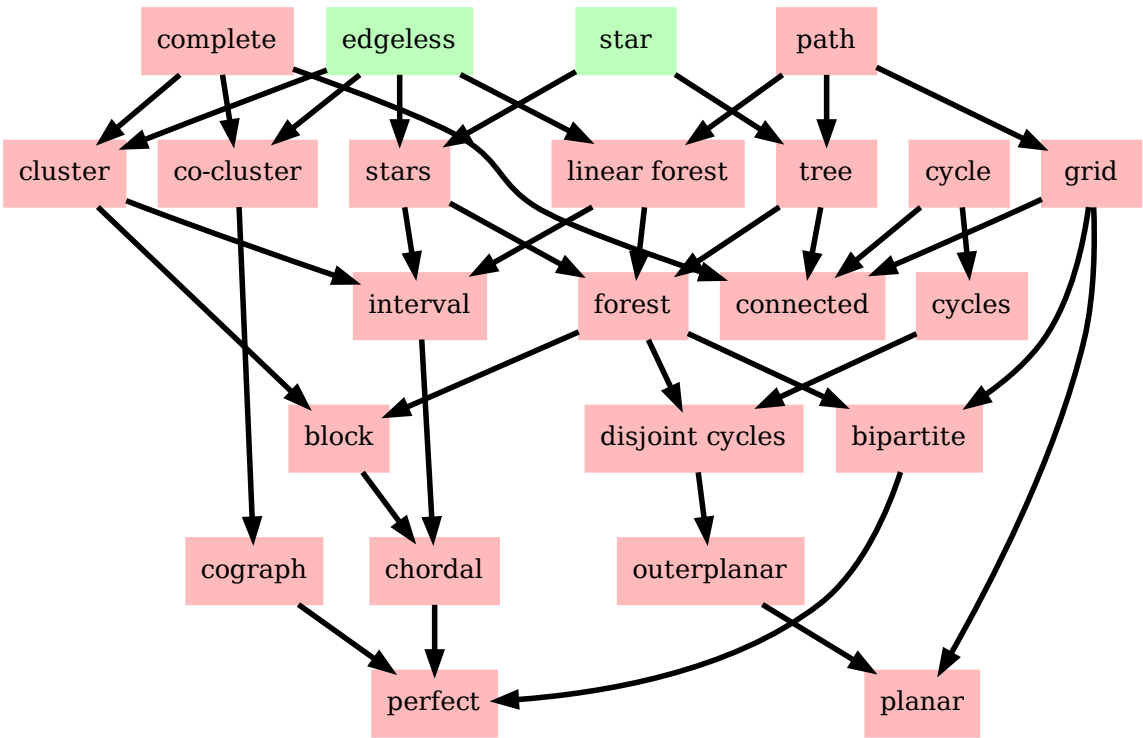 complete
edgeless
star
path
cluster
co-cluster
stars
linear forest
tree
cycle
grid
interval
forest
connected
cycles
block
disjoint cycles
bipartite
cograph
chordal
outerplanar
perfect
planar